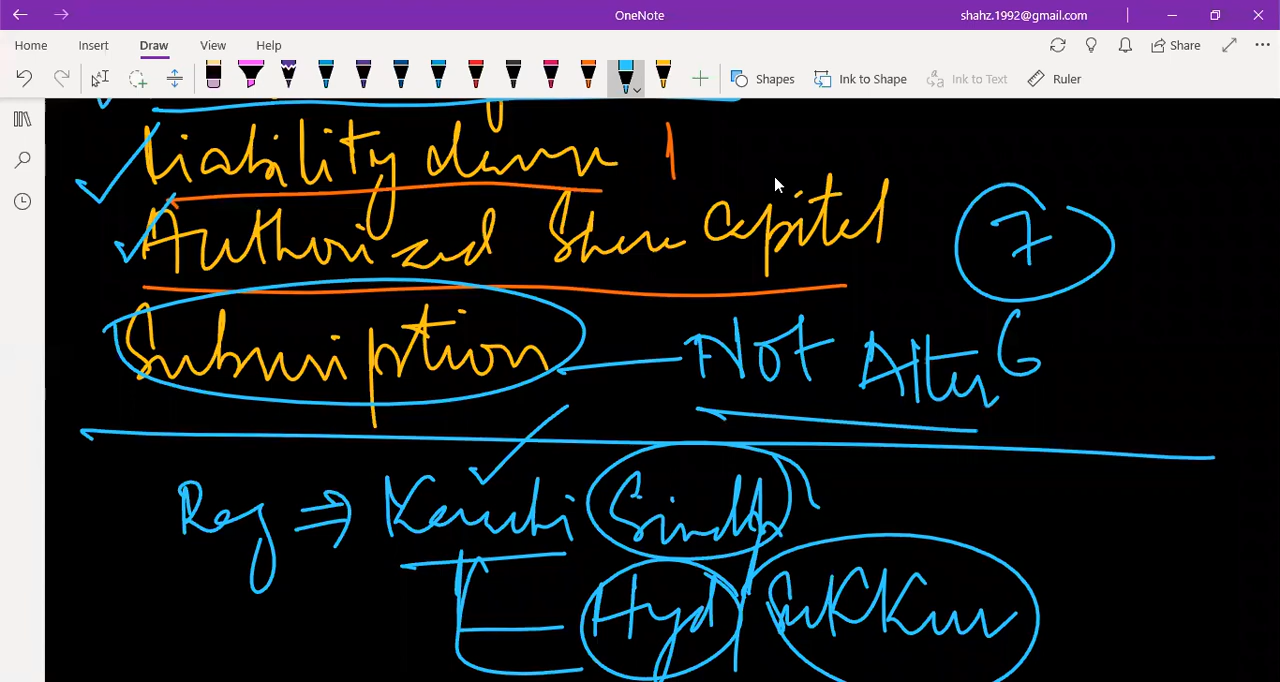 OneNote
shahz.1992@gmail.com
Home Insert Draw View Help
Share
Shapes Ink to Shape Ink to Text Ruler
Liability clause 1
Authorized Share Capital 7
Subscription Not Alter 6
Reg ⇒ Karachi Sindh
Hyd Sukkur